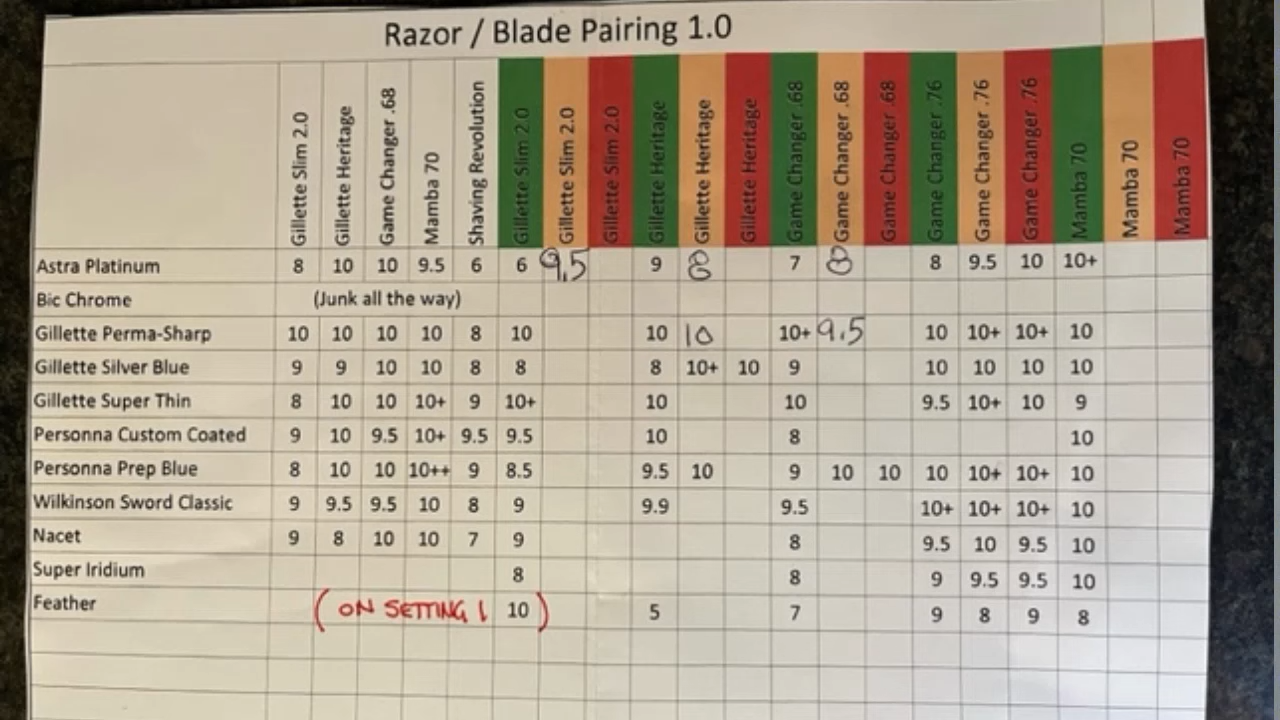 Razor / Blade Pairing 1.0
Gillette Slim 2.0 Gillette Heritage Game Changer .68 Mamba 70 Shaving Revolution Gillette Slim 2.0 Gillette Slim 2.0 Gillette Slim 2.0 Gillette Heritage Gillette Heritage Gillette Heritage Game Changer .68 Game Changer .68 Game Changer .68 Game Changer .76 Game Changer .76 Game Changer .76 Mamba 70 Mamba 70 Mamba 70
Astra Platinum 8 10 10 9.5 6 6 9.5 9 8 7 8 8 9.5 10 10+
Bic Chrome (Junk all the way)
Gillette Perma-Sharp 10 10 10 10 8 10 10 10 10+ 9.5 10 10+ 10+ 10
Gillette Silver Blue 9 9 10 10 8 8 8 10+ 10 9 10 10 10 10
Gillette Super Thin 8 10 10 10+ 9 10+ 10 10 9.5 10+ 10 9
Personna Custom Coated 9 10 9.5 10+ 9.5 9.5 10 8 10
Personna Prep Blue 8 10 10 10++ 9 8.5 9.5 10 9 10 10 10 10+ 10+ 10
Wilkinson Sword Classic 9 9.5 9.5 10 8 9 9.9 9.5 10+ 10+ 10+ 10
Nacet 9 8 10 10 7 9 8 9.5 10 9.5 10
Super Iridium 8 8 9 9.5 9.5 10
Feather (ON SETTING 1 10) 5 7 9 8 9 8